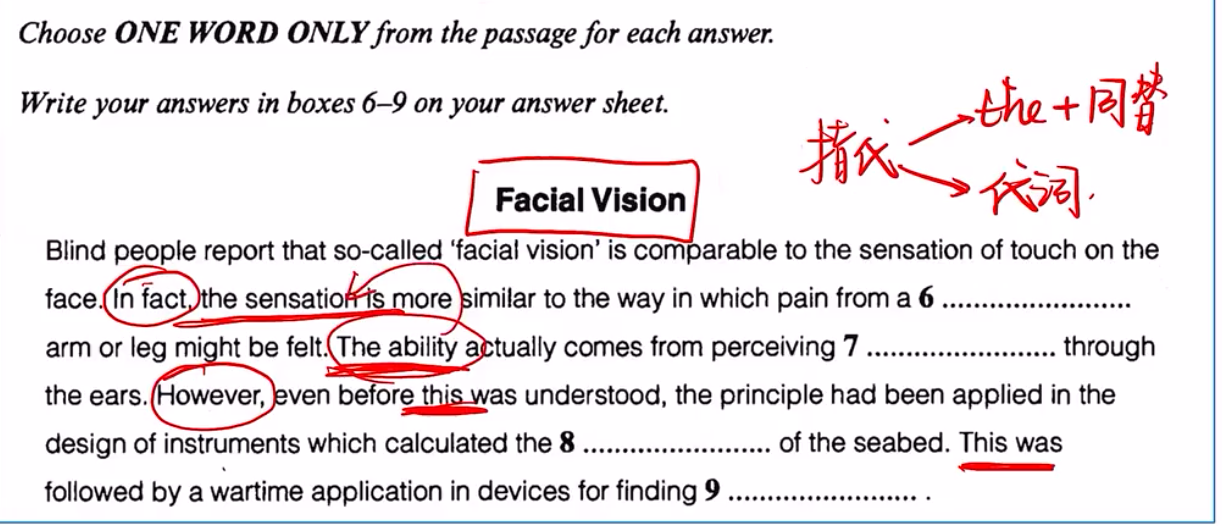 Choose ONE WORD ONLY from the passage for each answer.
Write your answers in boxes 6–9 on your answer sheet.
指代
the + 同替
代词.
Facial Vision
Blind people report that so-called ‘facial vision’ is comparable to the sensation of touch on the
face. In fact, the sensation is more similar to the way in which pain from a 6 ..........................
arm or leg might be felt. The ability actually comes from perceiving 7 .......................... through
the ears. However, even before this was understood, the principle had been applied in the
design of instruments which calculated the 8 .......................... of the seabed. This was
followed by a wartime application in devices for finding 9 .......................... .